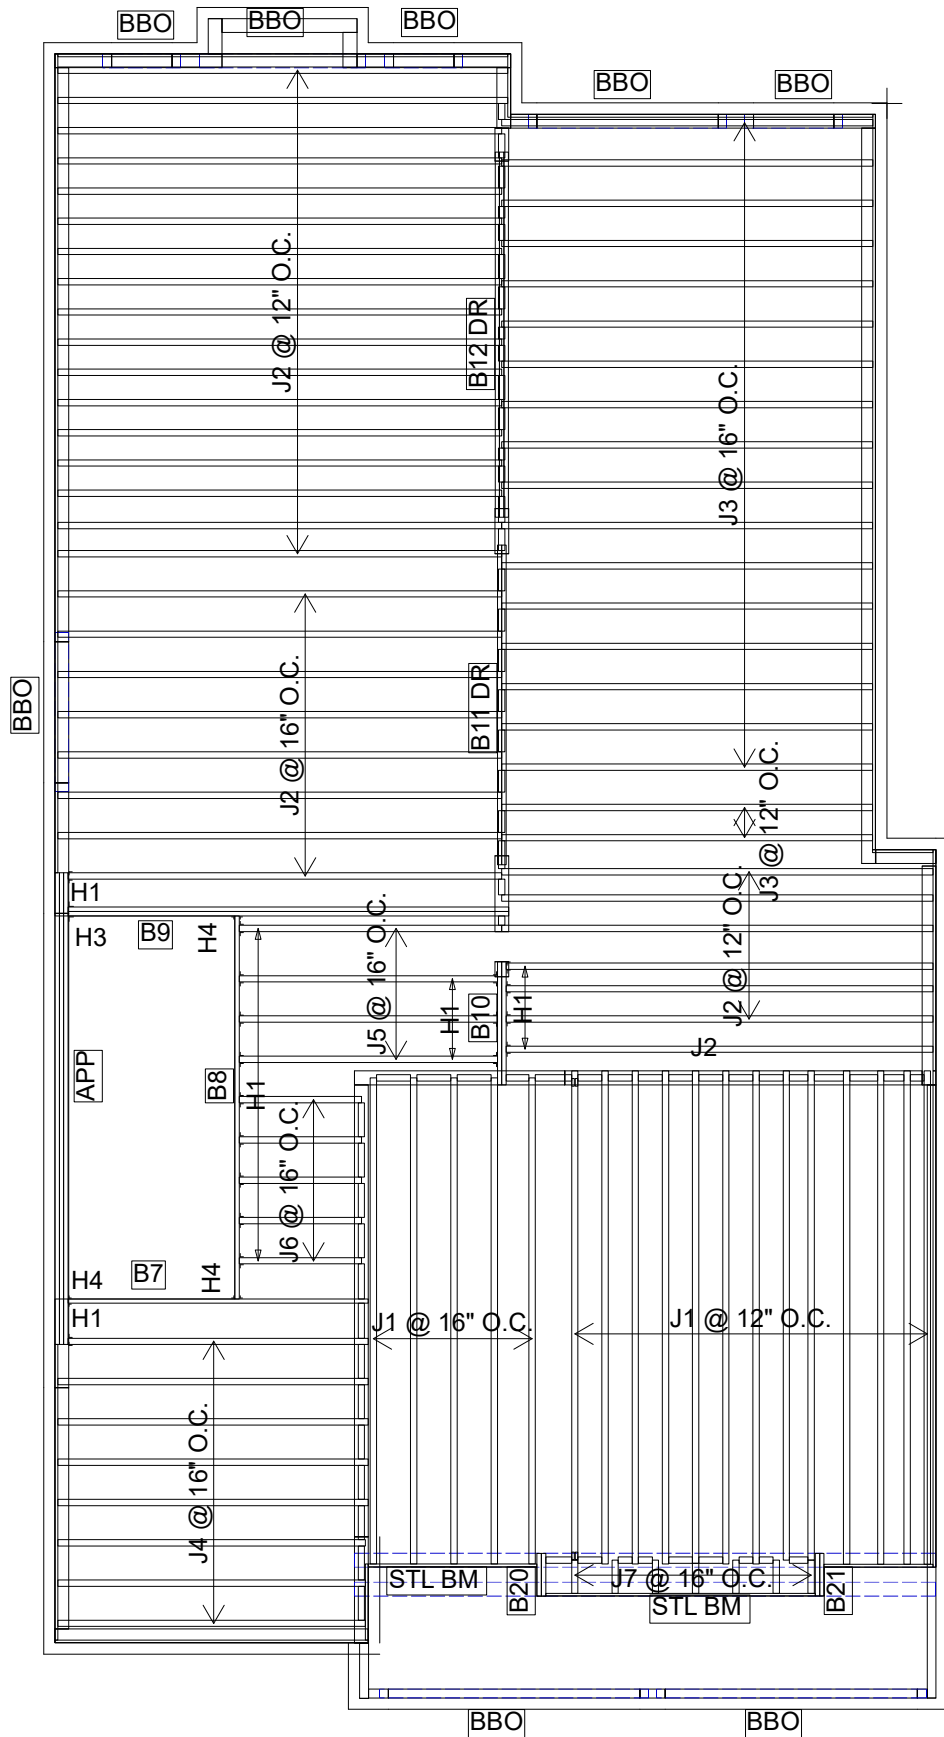 BBO
BBO
BBO
BBO
BBO
J2 @ 12" O.C.
B12 DR
J3 @ 16" O.C.
BBO
J2 @ 16" O.C.
B11 DR
J3 @ 12" O.C.
H1
H3
B9
H4
J5 @ 16" O.C.
J2 @ 12" O.C.
H1
B10
H1
J2
APP
B8
H1
J6 @ 16" O.C.
H4
B7
H4
H1
J1 @ 16" O.C.
J1 @ 12" O.C.
J4 @ 16" O.C.
STL BM
B20
J7 @ 16" O.C.
B21
STL BM
BBO
BBO